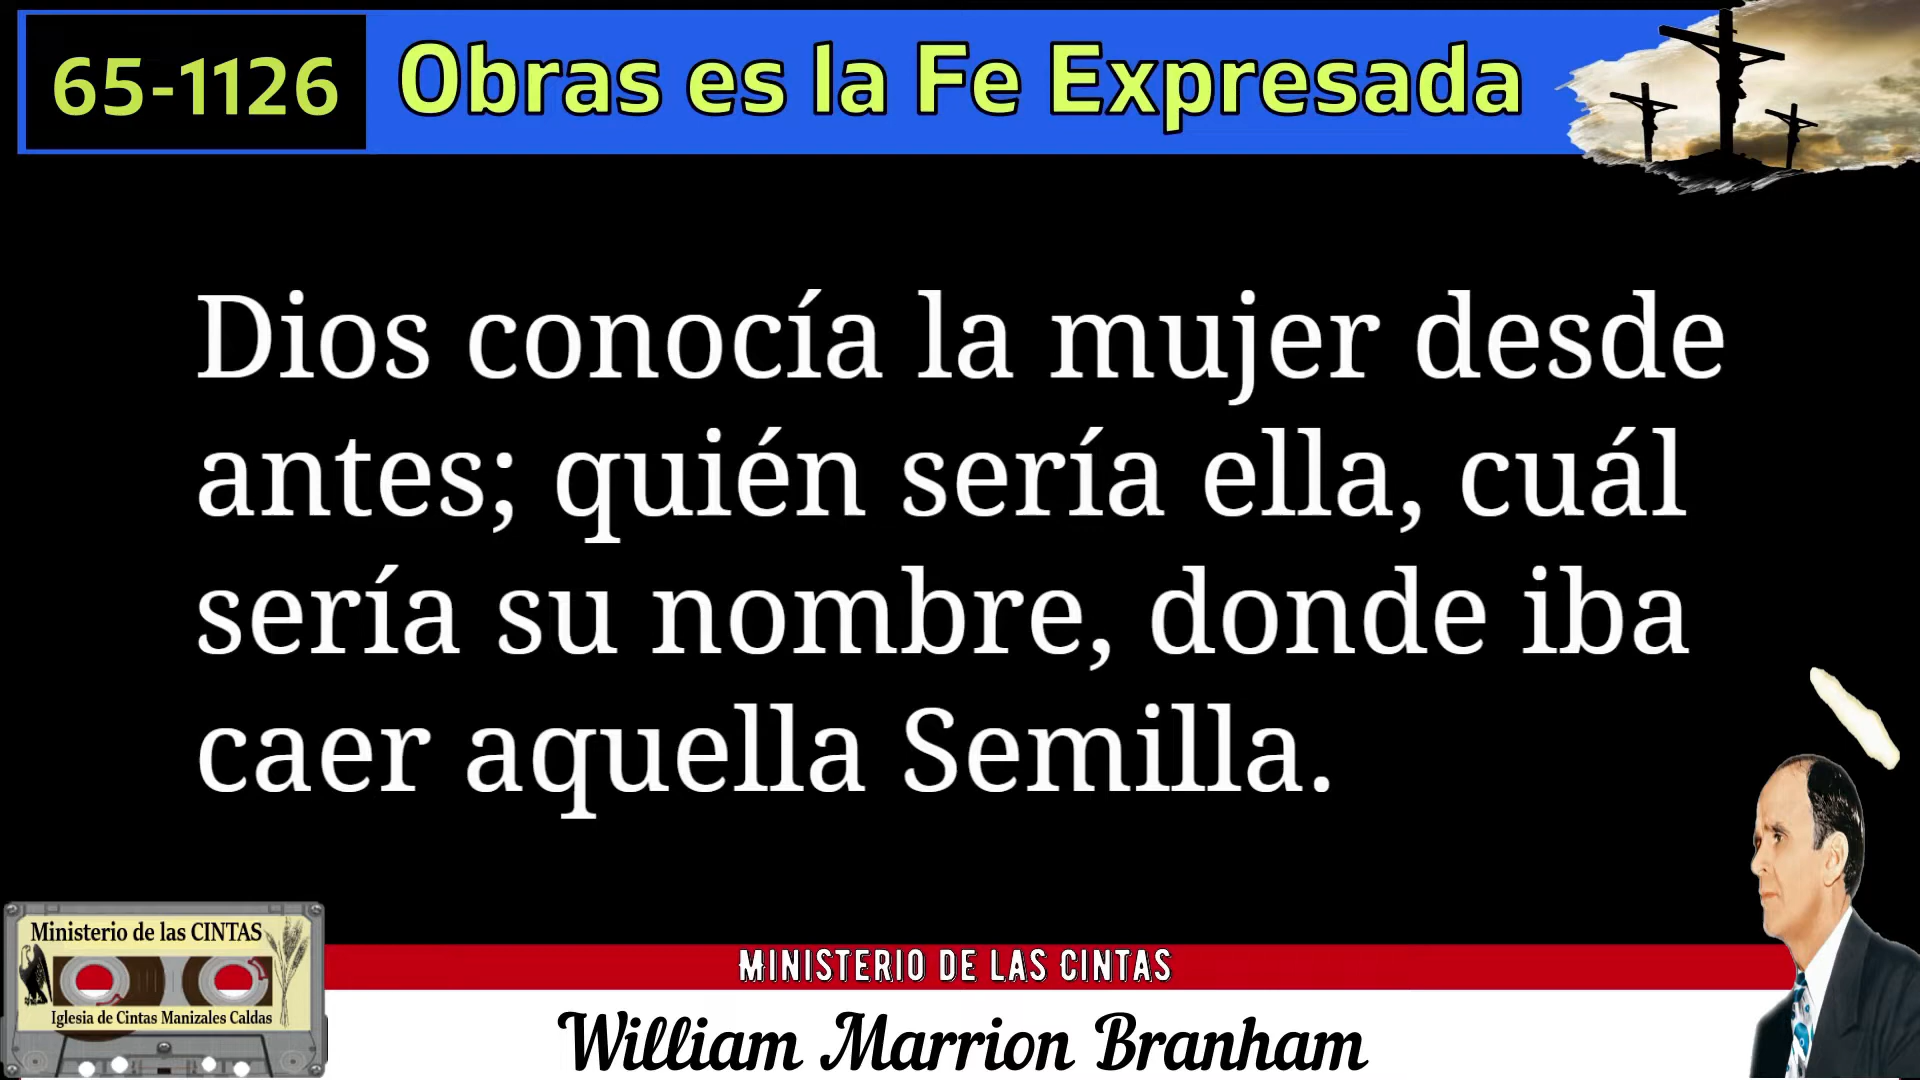 65-1126
Obras es la Fe Expresada
Dios conocía la mujer desde
antes; quién sería ella, cuál
sería su nombre, donde iba
caer aquella Semilla.
Ministerio de las CINTAS
Iglesia de Cintas Manizales Caldas
MINISTERIO DE LAS CINTAS
William Marrion Branham